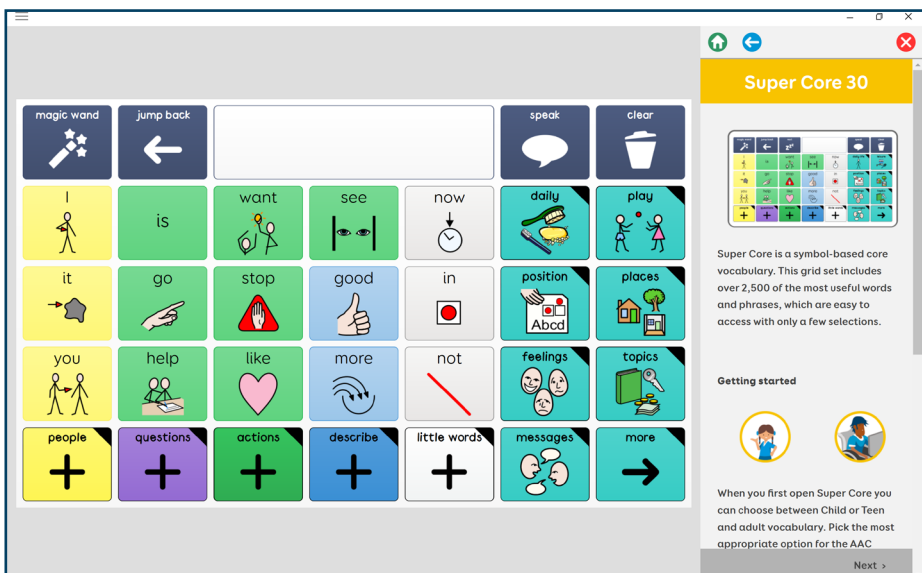 magic wand
jump back
speak
clear
I
is
want
see
now
daily
play
it
go
stop
good
in
position
Abcd
places
you
help
like
more
not
feelings
topics
people
questions
actions
describe
little words
messages
more
Super Core 30
Super Core is a symbol-based core
vocabulary. This grid set includes
over 2,500 of the most useful words
and phrases, which are easy to
access with only a few selections.
Getting started
When you first open Super Core you
can choose between Child or Teen
and adult vocabulary. Pick the most
appropriate option for the AAC
Next ›